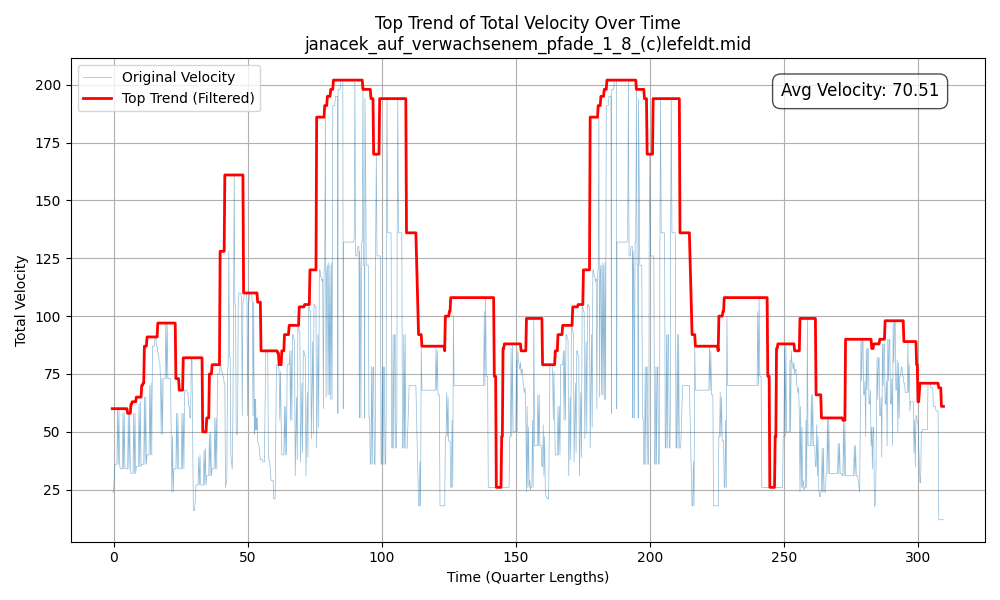 Top Trend of Total Velocity Over Time
janacek_auf_verwachsenem_pfade_1_8_(c)lefeldt.mid
Original Velocity
Top Trend (Filtered)
Avg Velocity: 70.51
Total Velocity
200
175
150
125
100
75
50
25
0 50 100 150 200 250 300
Time (Quarter Lengths)